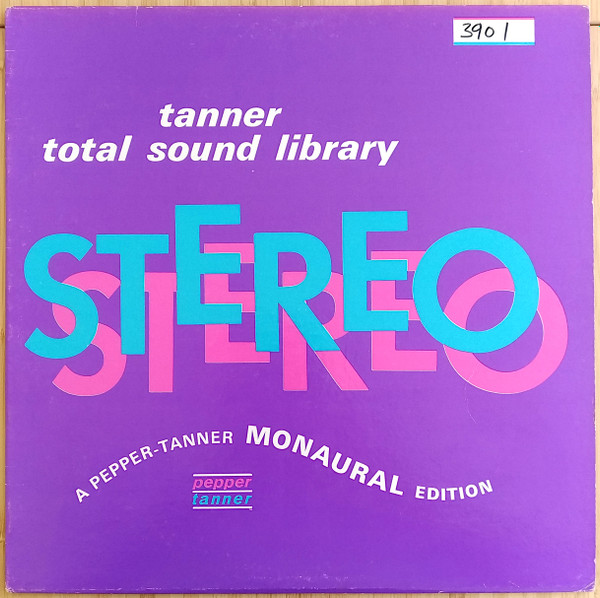 3901
tanner
total sound library
STEREO
STEREO
A PEPPER-TANNER MONAURAL EDITION
pepper
tanner